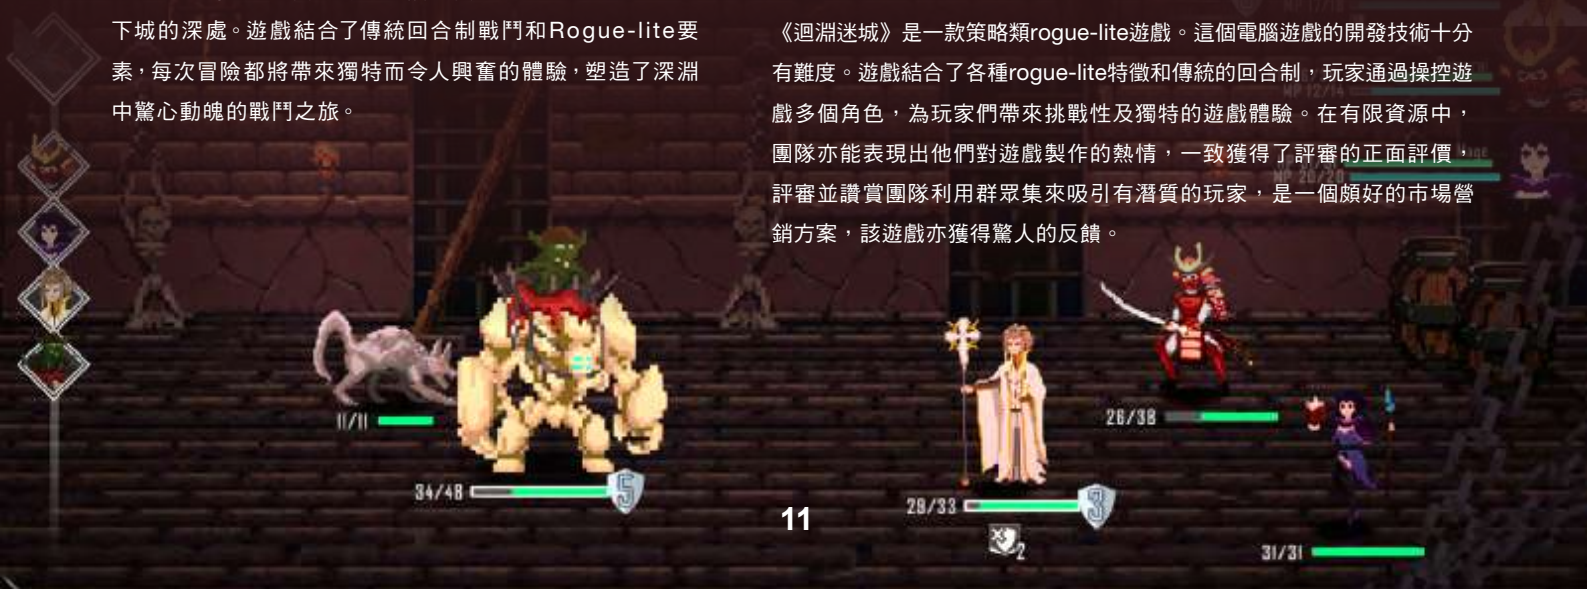 下城的深處。遊戲結合了傳統回合制戰鬥和Rogue-lite要
素，每次冒險都將帶來獨特而令人興奮的體驗，塑造了深淵
中驚心動魄的戰鬥之旅。
《迴淵迷城》是一款策略類rogue-lite遊戲。這個電腦遊戲的開發技術十分
有難度。遊戲結合了各種rogue-lite特徵和傳統的回合制，玩家通過操控遊
戲多個角色，為玩家們帶來挑戰性及獨特的遊戲體驗。在有限資源中，
團隊亦能表現出他們對遊戲製作的熱情，一致獲得了評審的正面評價，
評審並讚賞團隊利用群眾集來吸引有潛質的玩家，是一個頗好的市場營
銷方案，該遊戲亦獲得驚人的反饋。
MP 17/18
MP 12/14
MP 20/20
11/11
34/48
5
29/33
3
2
26/38
31/31
11